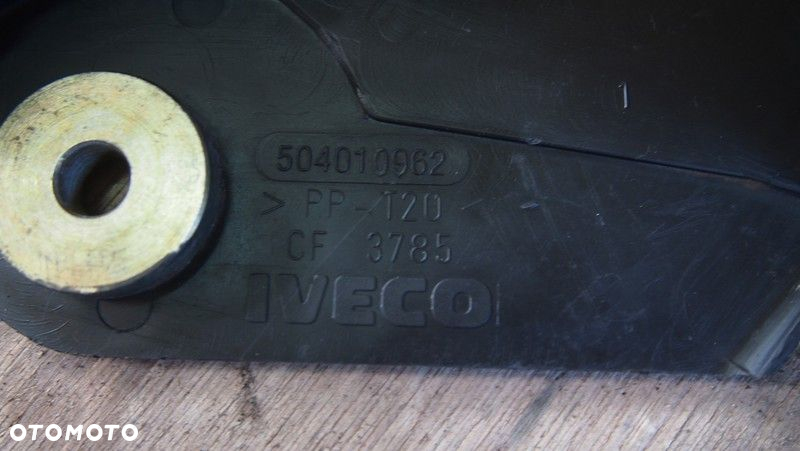 504010962
> PP-T20 <
CF 3785
IVECO
OTOMOTO